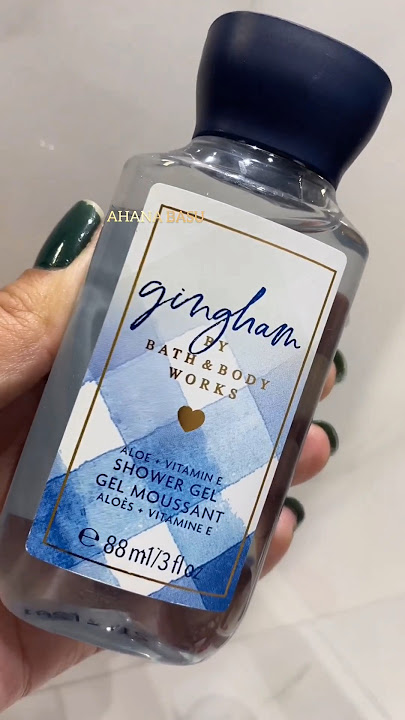 AHANA BASU
gingham
BY
BATH & BODY
WORKS
ALOE + VITAMIN E
SHOWER GEL
GEL MOUSSANT
ALOÈS + VITAMINE E
℮ 88 ml/3 fl oz